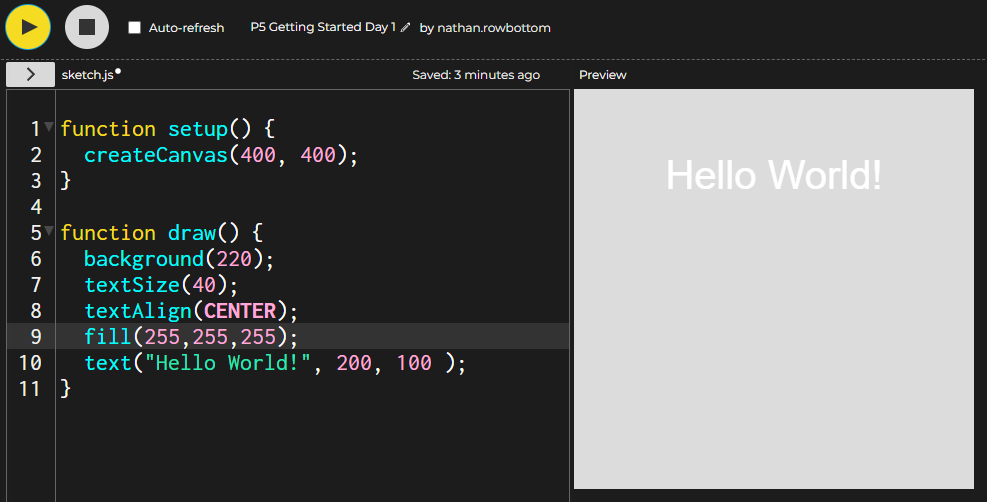 Auto-refresh P5 Getting Started Day 1 by nathan.rowbottom
sketch.js Saved: 3 minutes ago Preview
1 function setup() {
2 createCanvas(400, 400);
3 }
4
5 function draw() {
6 background(220);
7 textSize(40);
8 textAlign(CENTER);
9 fill(255,255,255);
10 text("Hello World!", 200, 100 );
11 }
Hello World!